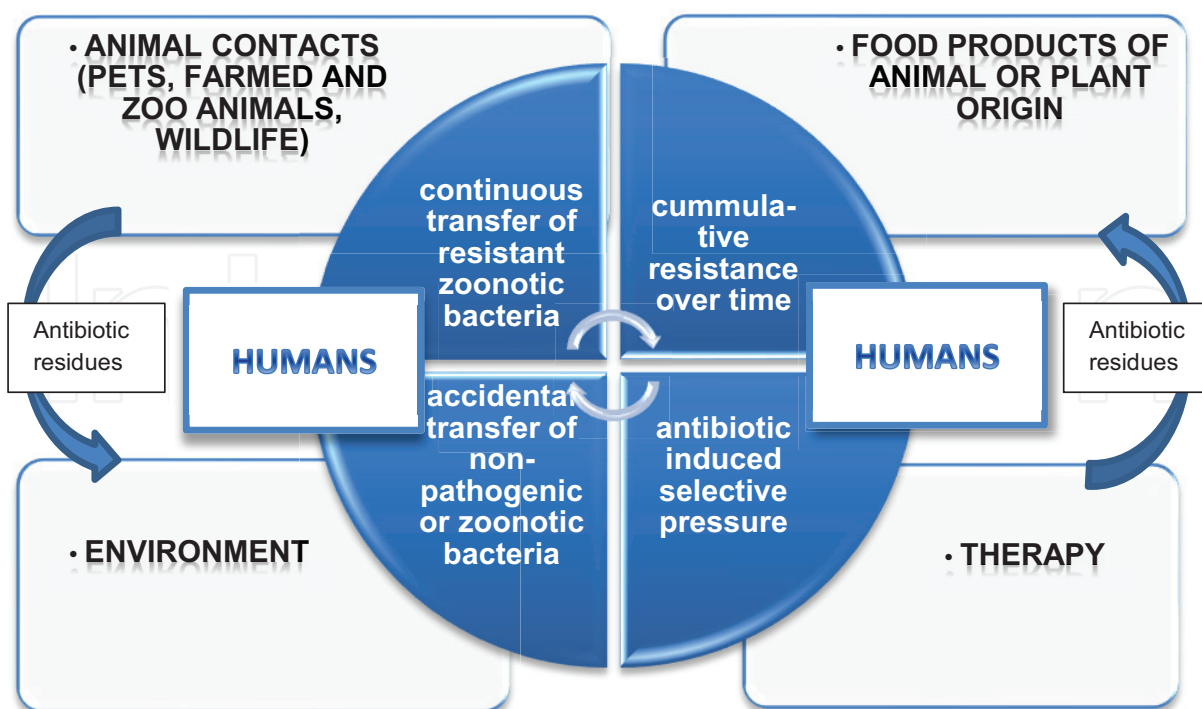 • ANIMAL CONTACTS
(PETS, FARMED AND
ZOO ANIMALS,
WILDLIFE)
• FOOD PRODUCTS OF
ANIMAL OR PLANT
ORIGIN
continuous
transfer of
resistant
zoonotic
bacteria
cummula-
tive
resistance
over time
Antibiotic
residues
HUMANS
HUMANS
Antibiotic
residues
accidental
transfer of
non-
pathogenic
or zoonotic
bacteria
antibiotic
induced
selective
pressure
• ENVIRONMENT
• THERAPY